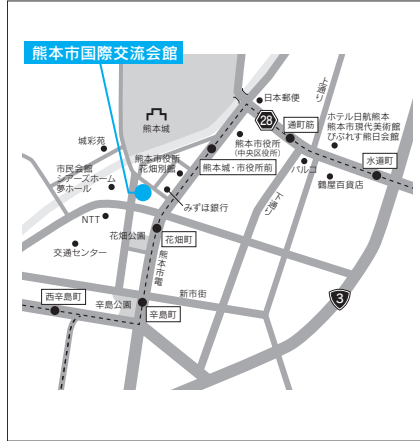 熊本市国際交流会館
熊本城
日本郵便
上通り
28
通町筋
ホテル日航熊本
熊本市現代美術館
びぷれす熊日会館
城彩苑
熊本市役所
(中央区役所)
水道町
市民会館
シアーズホーム
夢ホール
熊本市役所
花畑別館
熊本城・市役所前
パルコ
鶴屋百貨店
みずほ銀行
下通り
NTT
花畑公園
花畑町
交通センター
熊本市電
新市街
3
西辛島町
辛島公園
辛島町